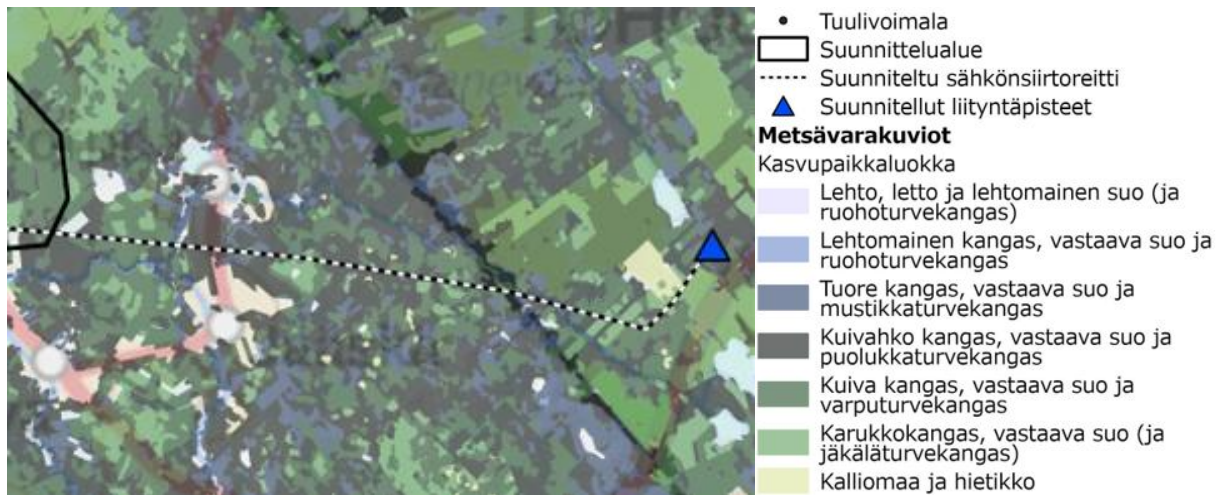 Tuulivoimala
Suunnittelualue
Suunniteltu sähkönsiirtoreitti
Suunnitellut liityntäpisteet
Metsävarakuviot
Kasvupaikkaluokka
Lehto, letto ja lehtomainen suo (ja
ruohoturvekangas)
Lehtomainen kangas, vastaava suo ja
ruohoturvekangas
Tuore kangas, vastaava suo ja
mustikkaturvekangas
Kuivahko kangas, vastaava suo ja
puolukkaturvekangas
Kuiva kangas, vastaava suo ja
varputurvekangas
Karukkokangas, vastaava suo (ja
jäkäläturvekangas)
Kalliomaa ja hietikko